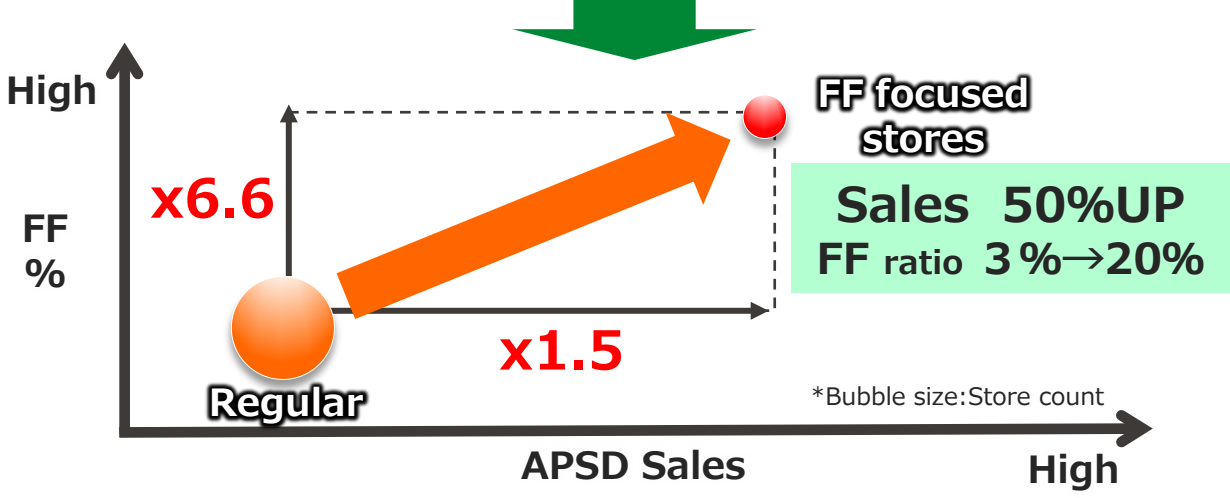 High
FF focused
stores
x6.6
Sales 50%UP
FF
%
FF ratio 3%→20%
x1.5
Regular
*Bubble size:Store count
APSD Sales
High